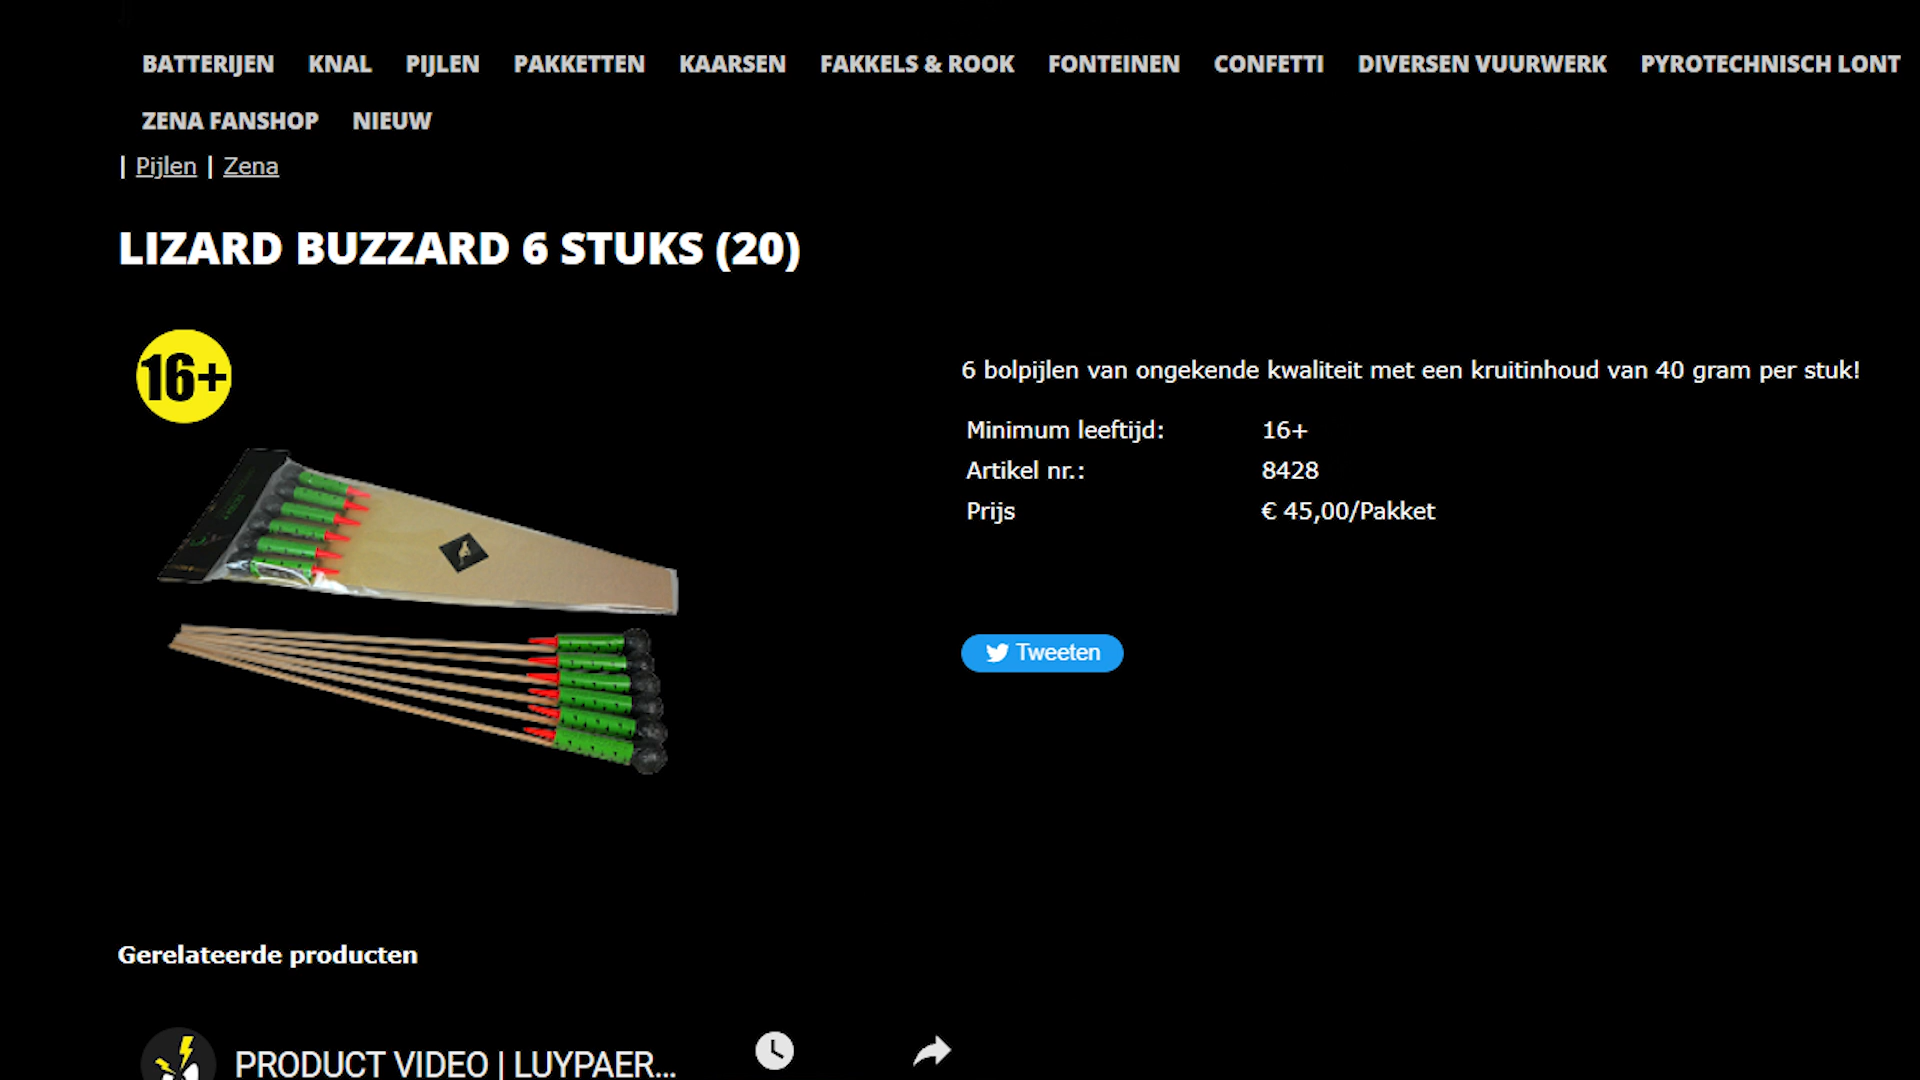 BATTERIJEN KNAL PIJLEN PAKKETTEN KAARSEN FAKKELS & ROOK FONTEINEN CONFETTI DIVERSEN VUURWERK PYROTECHNISCH LONT
ZENA FANSHOP NIEUW
| Pijlen | Zena
LIZARD BUZZARD 6 STUKS (20)
16+
6 bolpijlen van ongekende kwaliteit met een kruitinhoud van 40 gram per stuk!
Minimum leeftijd: 16+
Artikel nr.: 8428
Prijs € 45,00/Pakket
Tweeten
Gerelateerde producten
PRODUCT VIDEO | LUYPAER...